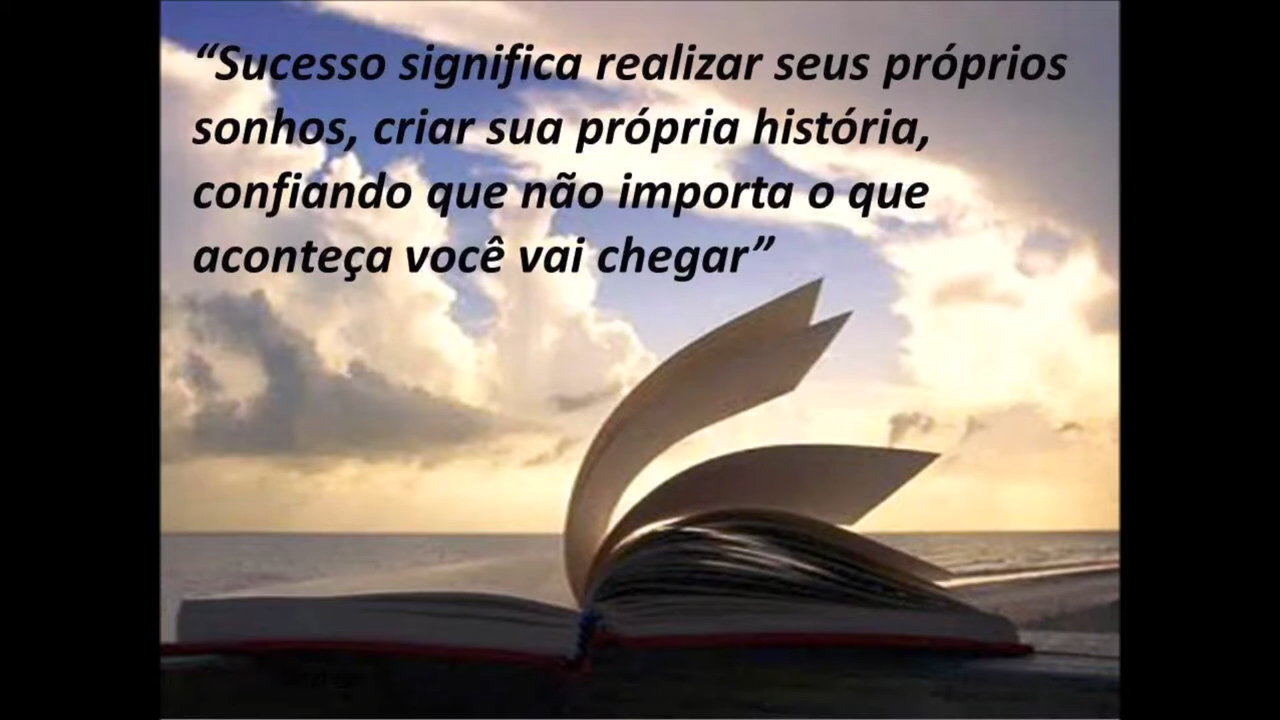 “Sucesso significa realizar seus próprios
sonhos, criar sua própria história,
confiando que não importa o que
aconteça você vai chegar”